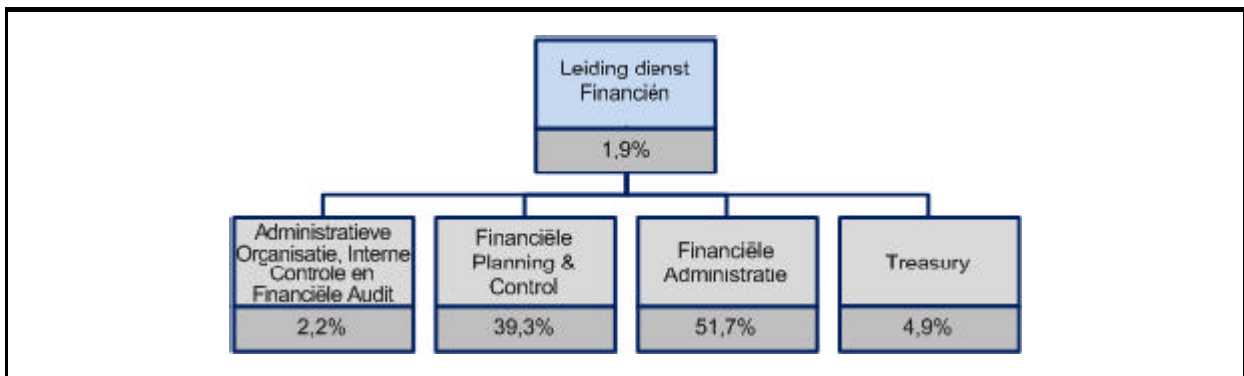 Leiding dienst
Financiën
1,9%
Administratieve
Organisatie, Interne
Controle en
Financiële Audit
2,2%
Financiële
Planning &
Control
39,3%
Financiële
Administratie
51,7%
Treasury
4,9%